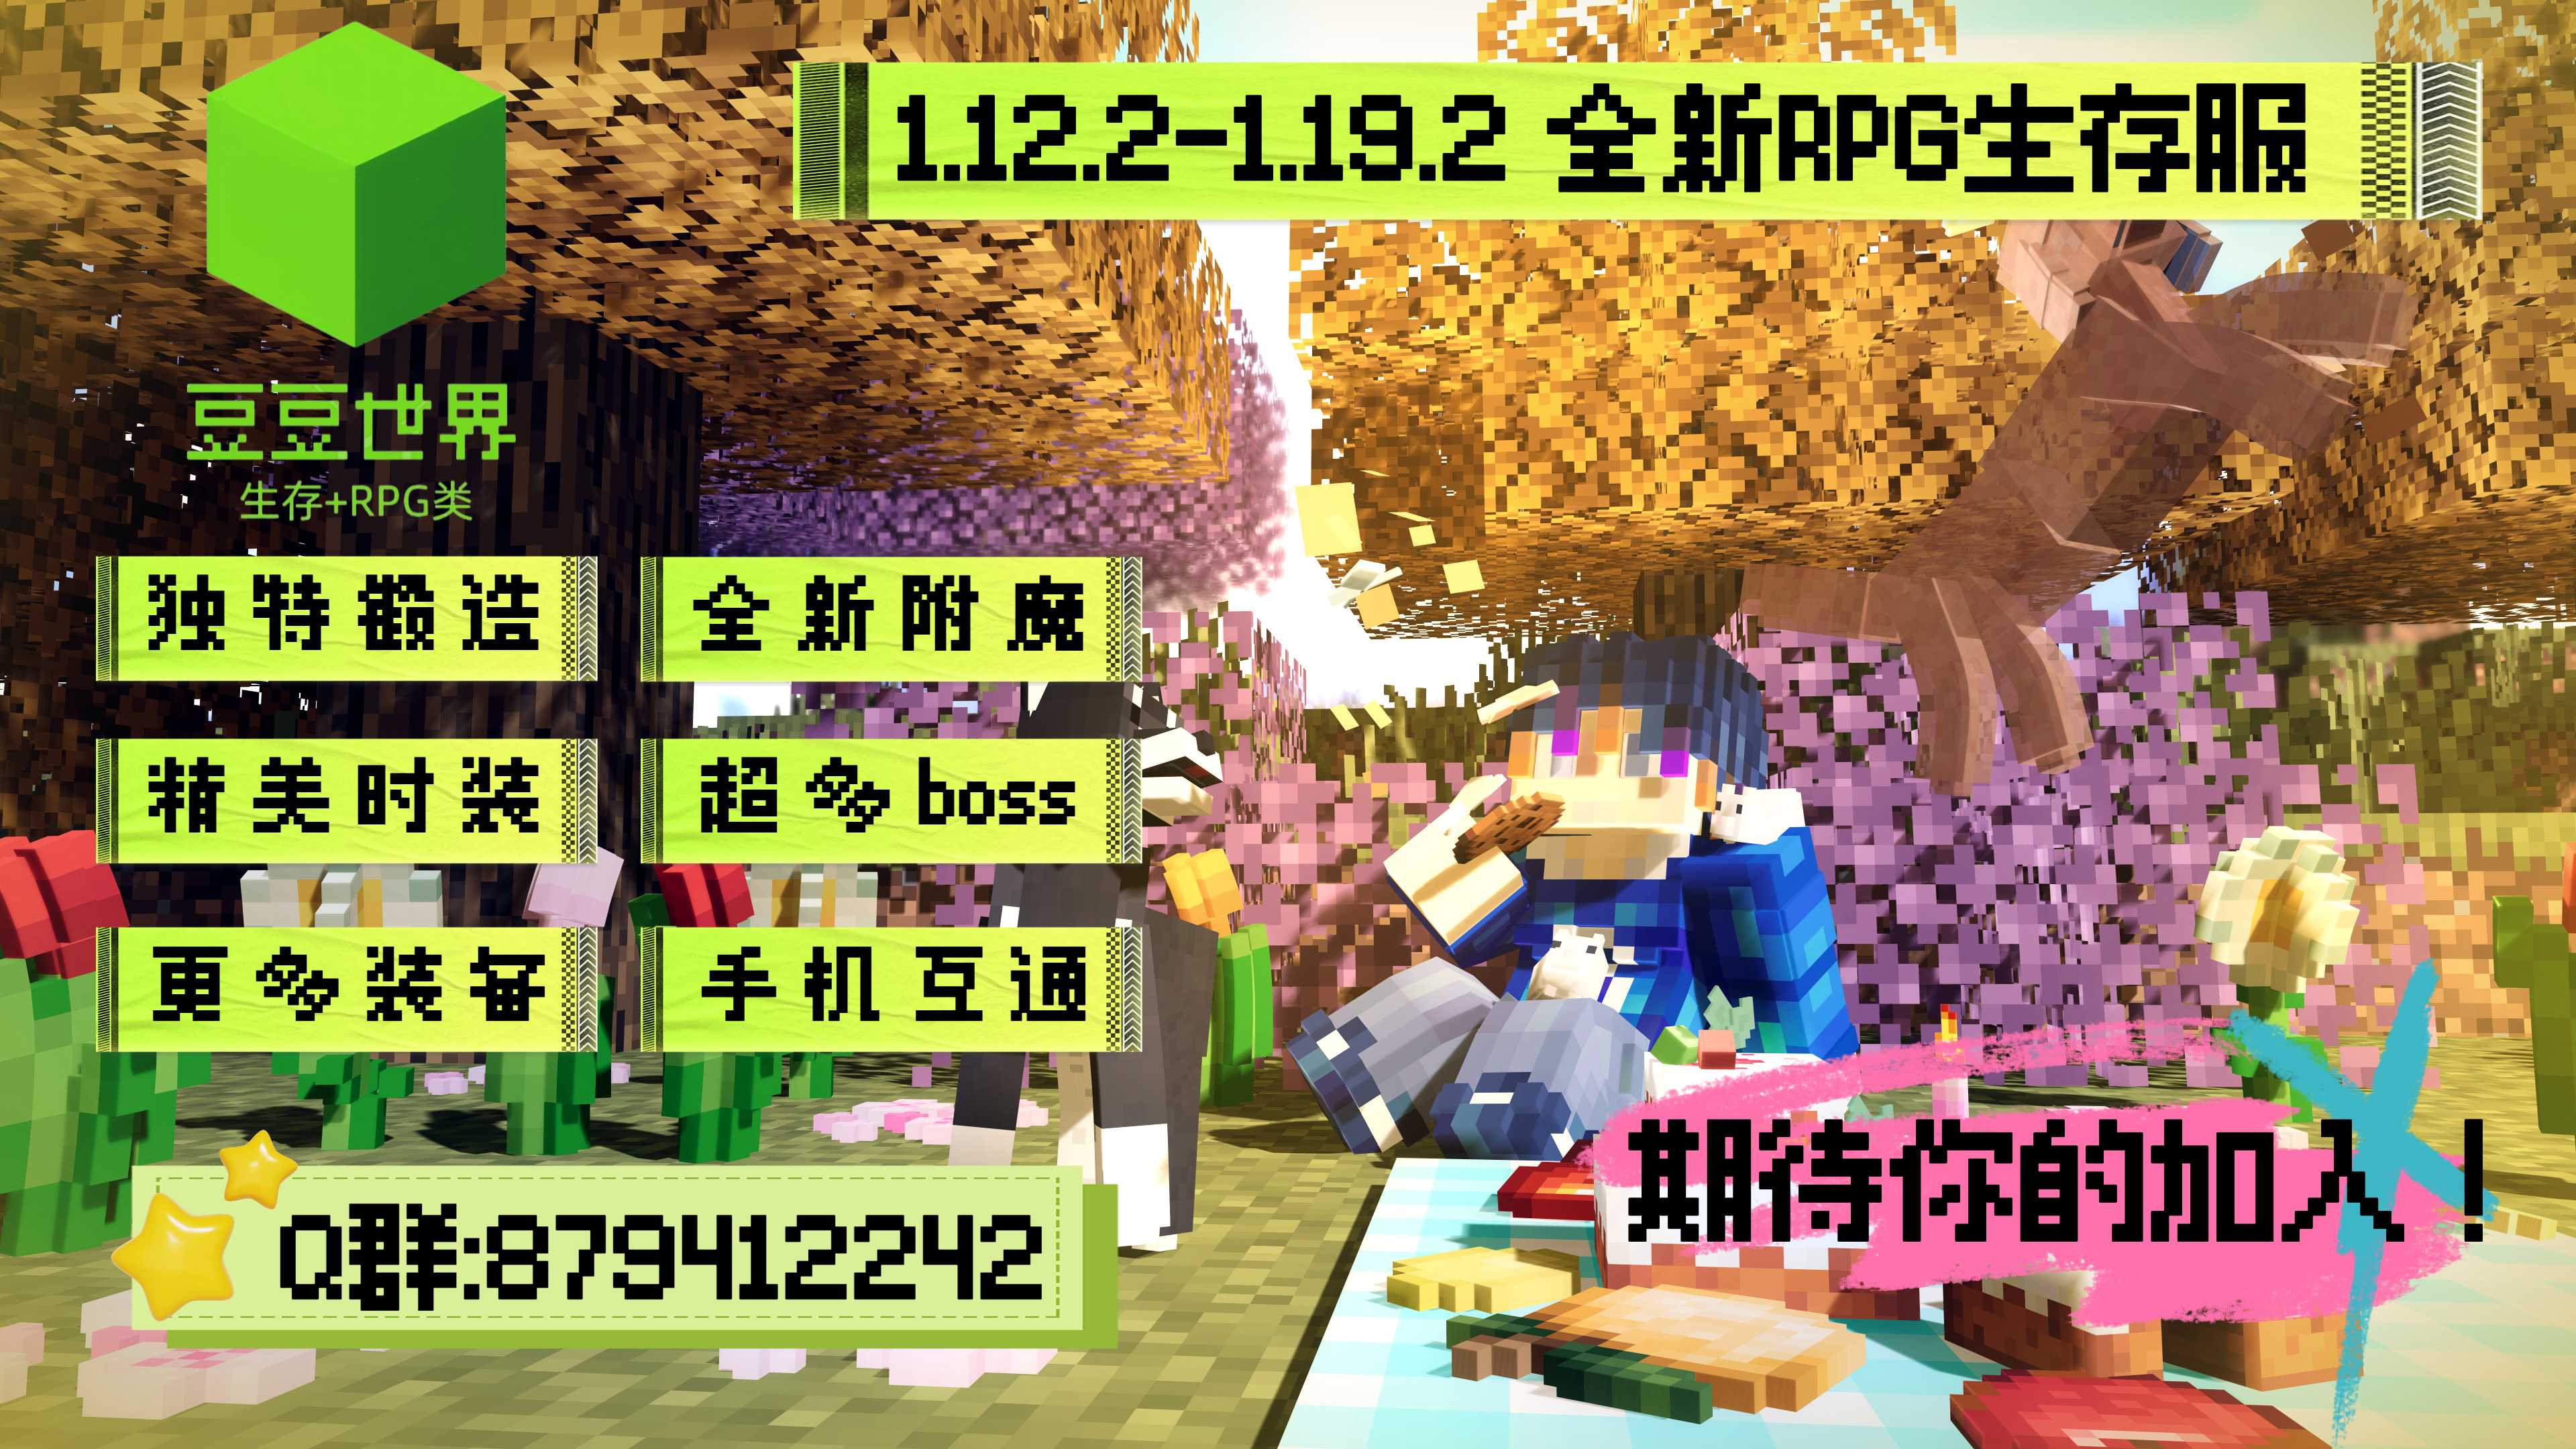 1.12.2-1.19.2 全新RPG生存服
豆豆世界
生存+RPG类
独特锻造
全新附魔
精美时装
超多boss
更多装备
手机互通
Q群:879412242
期待你的加入！